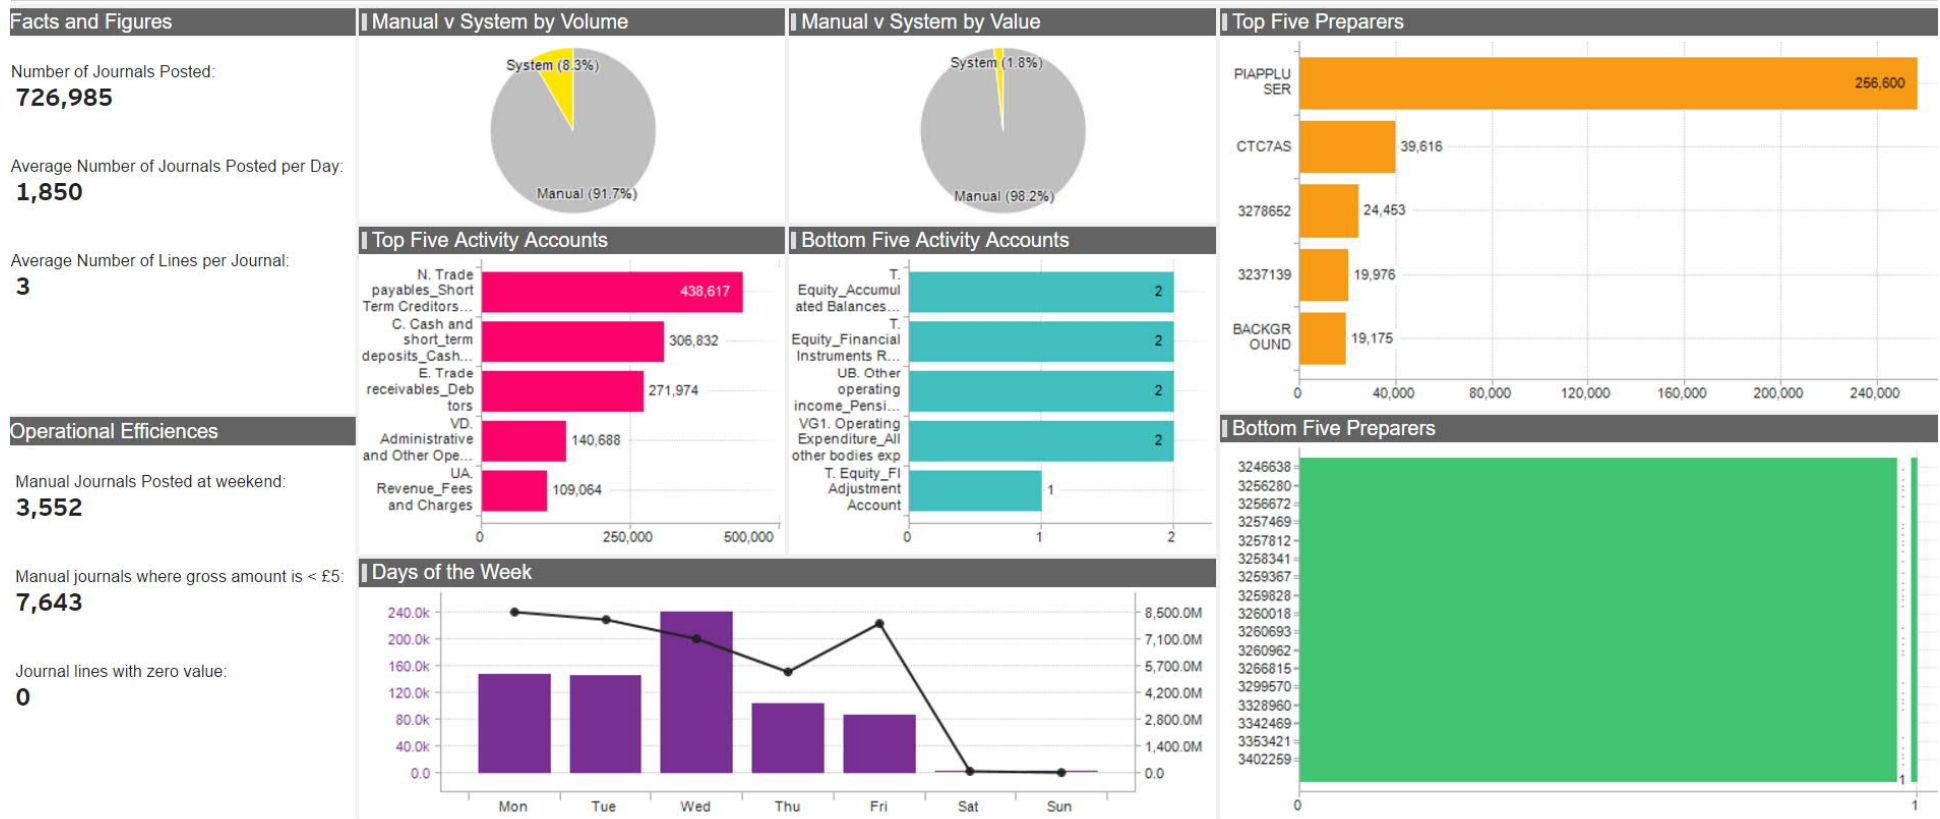 Facts and Figures
Number of Journals Posted:
726,985
Average Number of Journals Posted per Day:
1,850
Average Number of Lines per Journal:
3
Operational Efficiences
Manual Journals Posted at weekend:
3,552
Manual journals where gross amount is < £5:
7,643
Journal lines with zero value:
0
Manual v System by Volume
System (8.3%)
Manual (91.7%)
Manual v System by Value
System (1.8%)
Manual (98.2%)
Top Five Activity Accounts
N. Trade
payables_Short
Term Creditors...
438,617
C. Cash and
short_term
deposits_Cash...
306,832
E. Trade
receivables_Deb
tors
271,974
VD.
Administrative
and Other Ope...
140,688
UA.
Revenue_Fees
and Charges
109,064
0 250,000 500,000
Bottom Five Activity Accounts
T.
Equity_Accumul
ated Balances...
2
T.
Equity_Financial
Instruments R...
2
UB. Other
operating
income_Pensi...
2
VG1. Operating
Expenditure_All
other bodies exp
2
T. Equity_FI
Adjustment
Account
1
0 1 2
Days of the Week
240.0k
200.0k
160.0k
120.0k
80.0k
40.0k
0.0
8,500.0M
7,100.0M
5,700.0M
4,200.0M
2,800.0M
1,400.0M
0.0
Mon Tue Wed Thu Fri Sat Sun
Top Five Preparers
PIAPPLU
SER
256,600
CTC7AS
39,616
3278652
24,453
3237139
19,976
BACKGR
OUND
19,175
0 40,000 80,000 120,000 160,000 200,000 240,000
Bottom Five Preparers
3246638
3256280
3256672
3257469
3257812
3258341
3259367
3259828
3260018
3260693
3260962
3266815
3299570
3328960
3342469
3353421
3402259
1
0 1